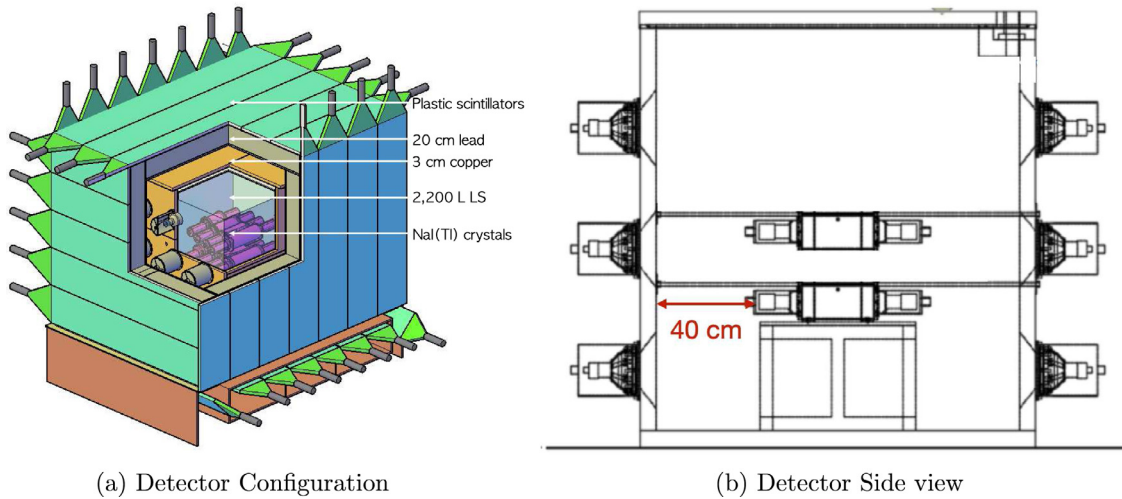 Plastic scintillators
20 cm lead
3 cm copper
2,200 L LS
NaI(Tl) crystals
40 cm
(a) Detector Configuration
(b) Detector Side view